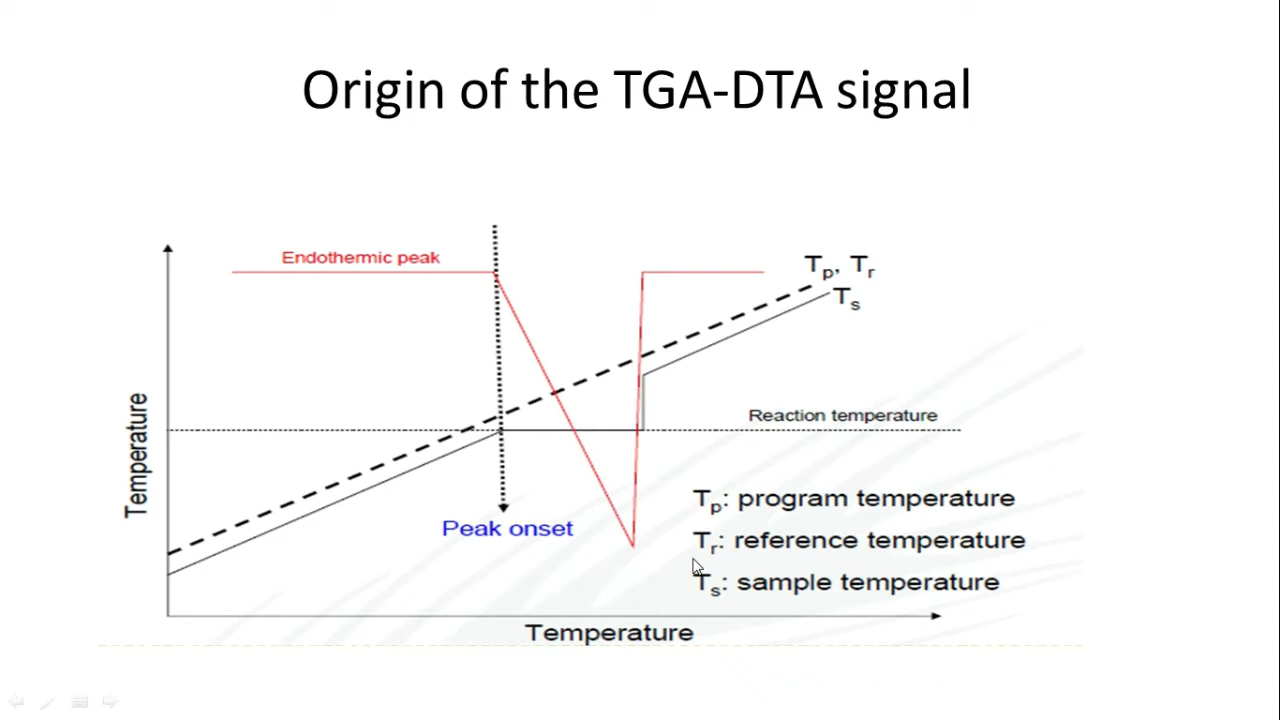 Origin of the TGA-DTA signal
Endothermic peak
Tp, Tr
Ts
Reaction temperature
Temperature
Peak onset
Tp: program temperature
Tr: reference temperature
Ts: sample temperature
Temperature